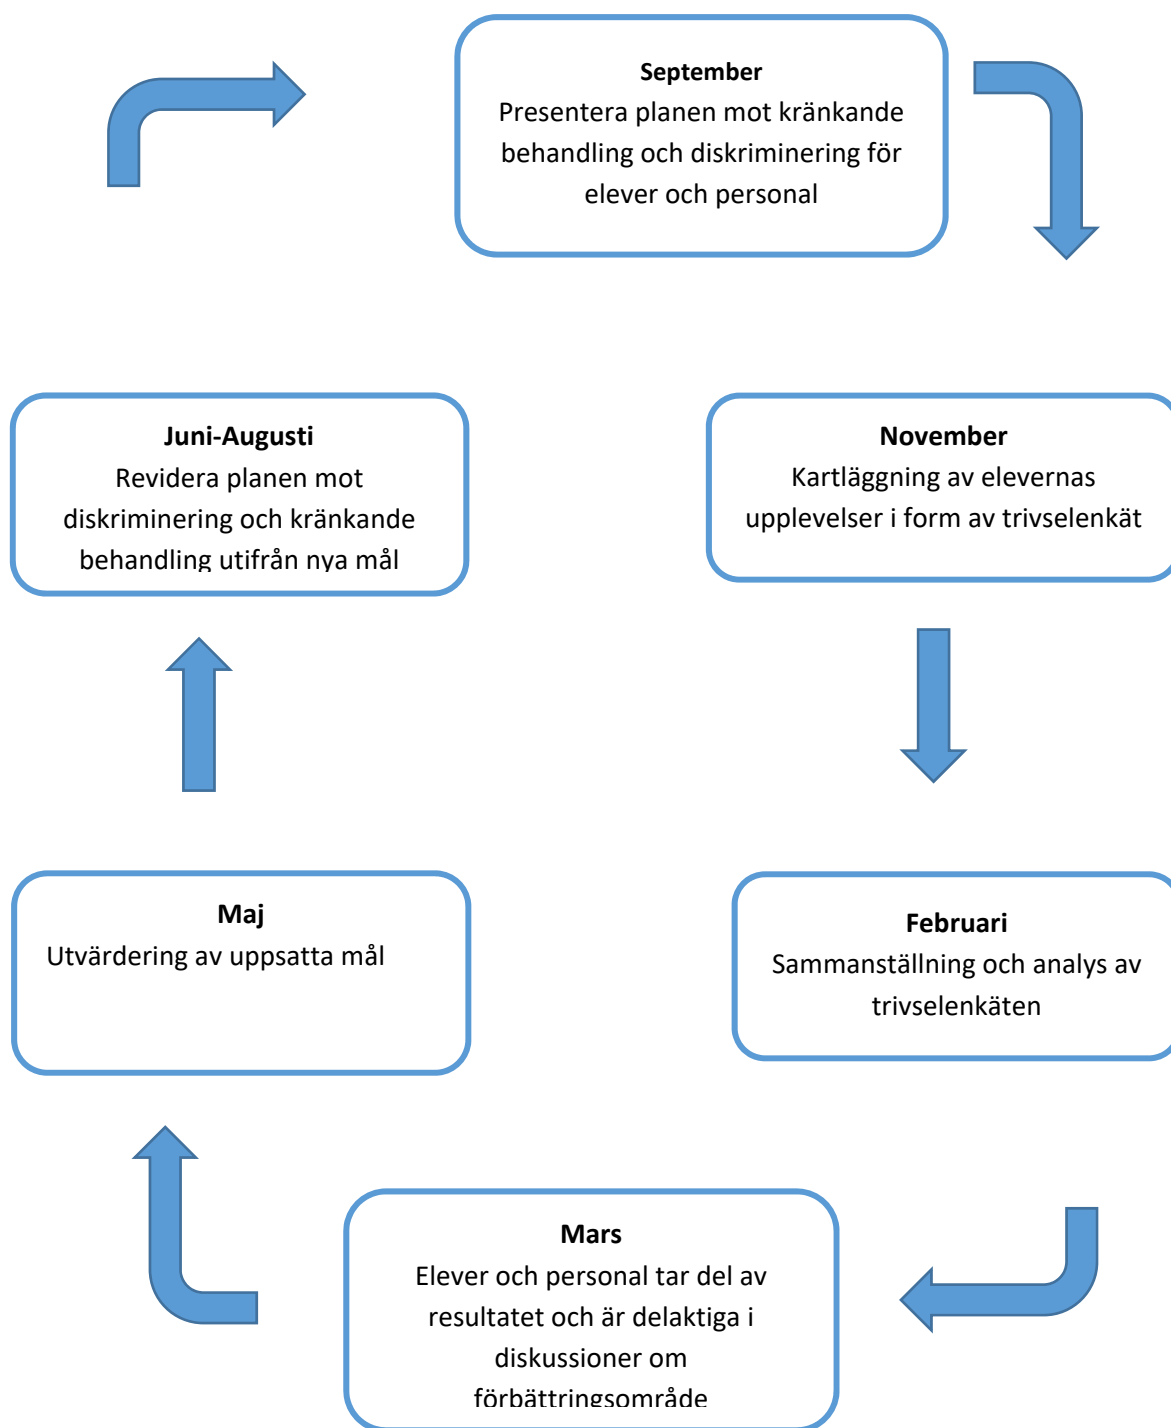 September
Presentera planen mot kränkande
behandling och diskriminering för
elever och personal
November
Kartläggning av elevernas
upplevelser i form av trivselenkät
Februari
Sammanställning och analys av
trivselenkäten
Mars
Elever och personal tar del av
resultatet och är delaktiga i
diskussioner om
förbättringsområde
Maj
Utvärdering av uppsatta mål
Juni-Augusti
Revidera planen mot
diskriminering och kränkande
behandling utifrån nya mål